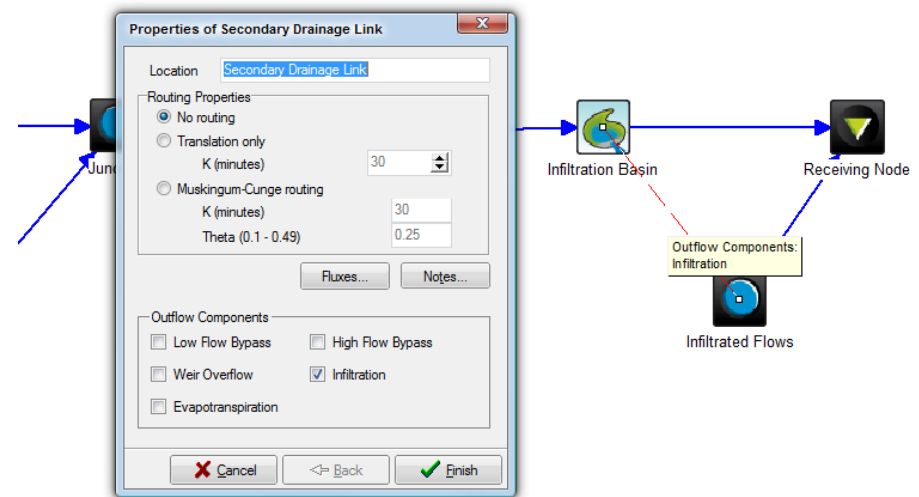 Properties of Secondary Drainage Link
X
Location Secondary Drainage Link
Routing Properties
No routing
Translation only
K (minutes) 30
Muskingum-Cunge routing
K (minutes) 30
Theta (0.1 - 0.49) 0.25
Fluxes... Notes...
Outflow Components
Low Flow Bypass High Flow Bypass
Weir Overflow Infiltration
Evapotranspiration
Cancel Back Finish
Junc
Infiltration Basin
Receiving Node
Outflow Components:
Infiltration
Infiltrated Flows